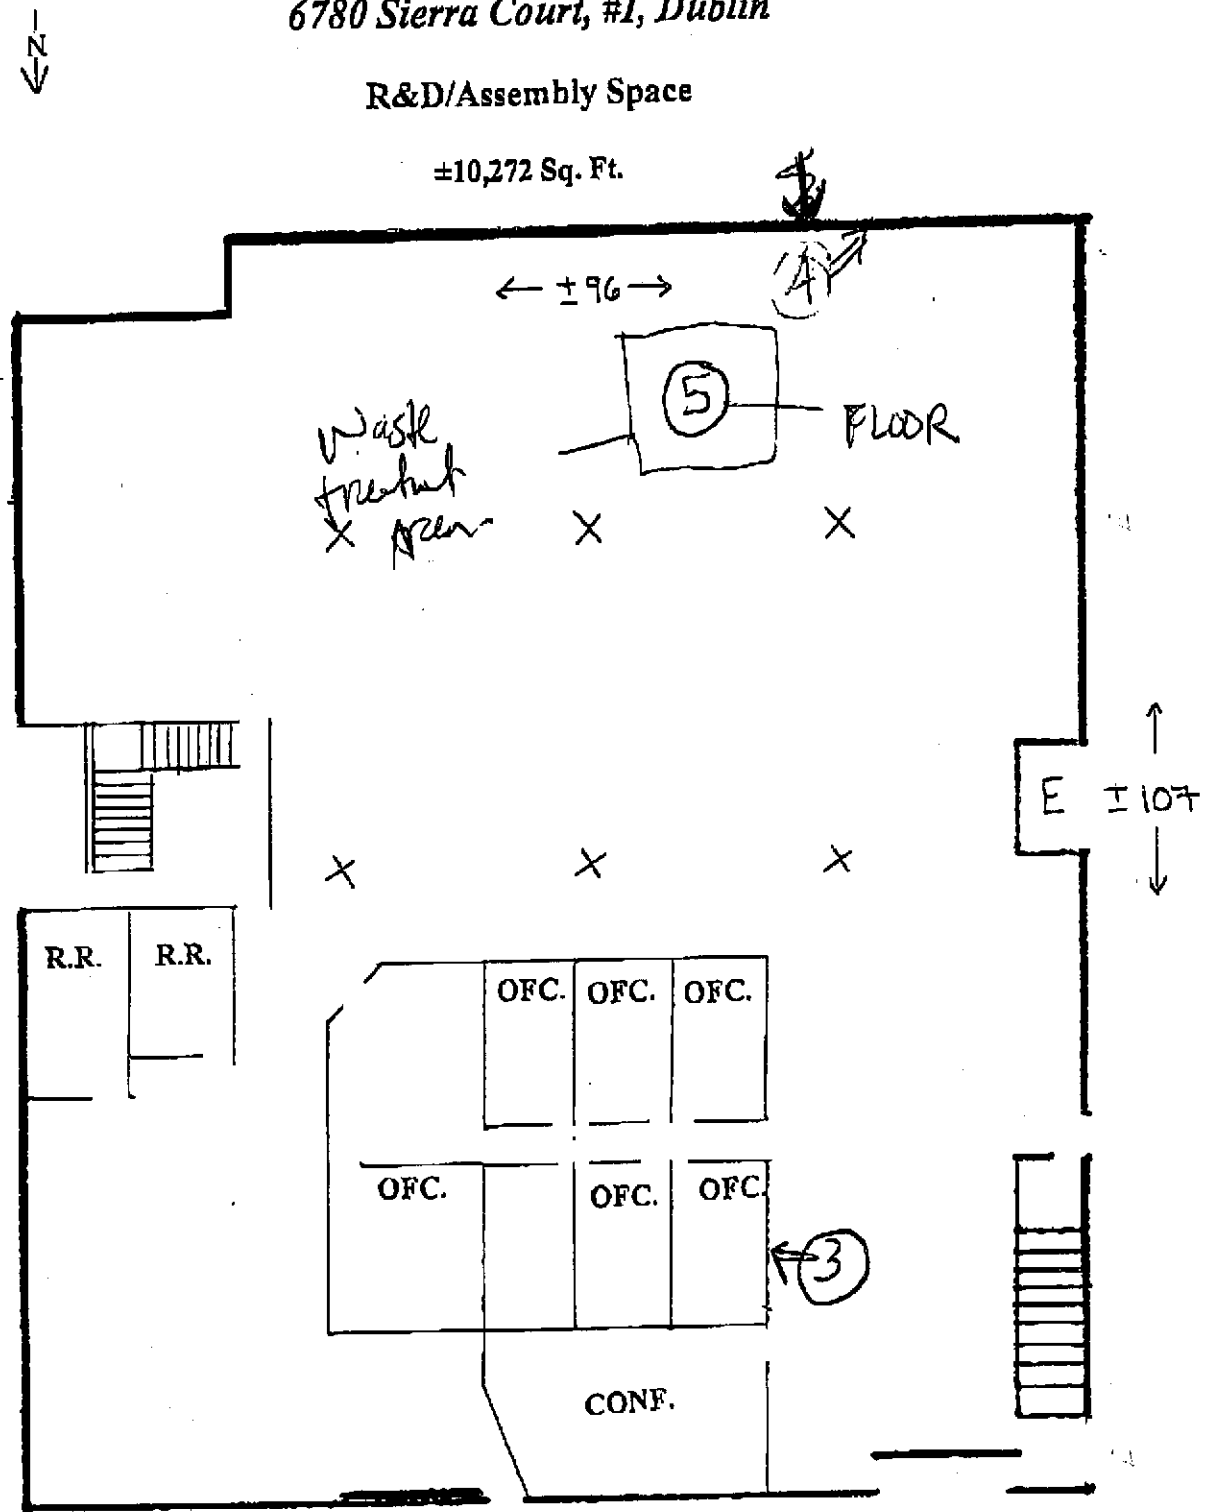 6780 Sierra Court, #1, Dublin
N
R&D/Assembly Space
±10,272 Sq. Ft.
4
± 96
5
FLOOR
Waste
treatmt
Area
X X X
E ± 107
X X X
R.R. R.R.
OFC. OFC. OFC.
OFC. OFC. OFC.
3
CONF.